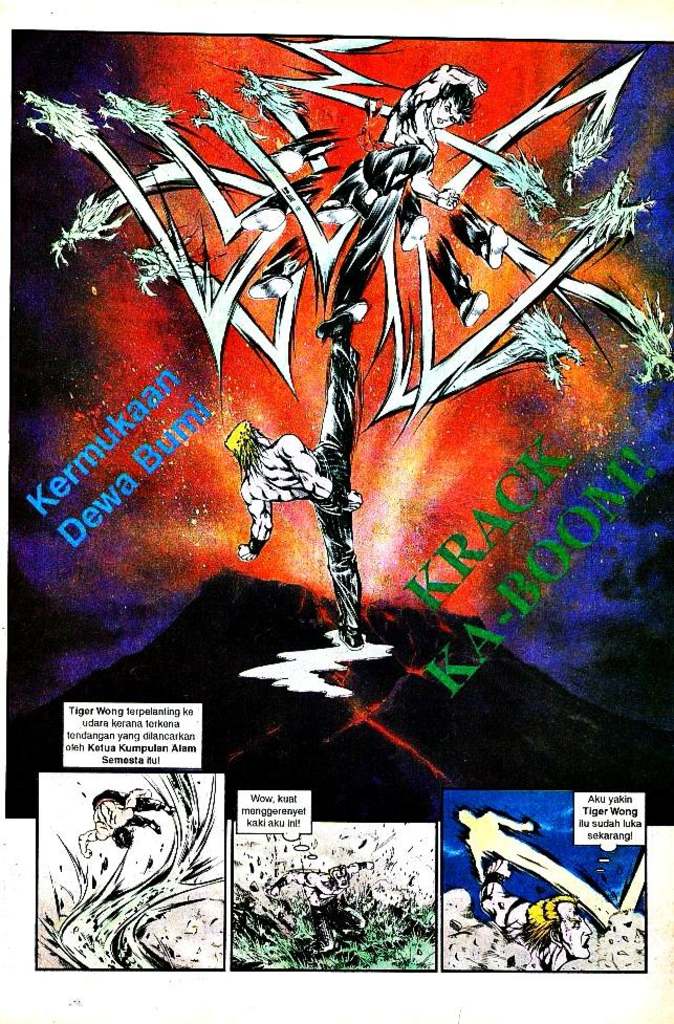 Kermukaan
Dewa Bumi
KRACK
KA-BOOM!
Tiger Wong terpelanting ke
udara kerana terkena
tendangan yang dilancarkan
oleh Ketua Kumpulan Alam
Semesta itu!
Wow, kuat
menggerenyet
kaki aku ini!
Aku yakin
Tiger Wong
itu sudah luka
sekarang!